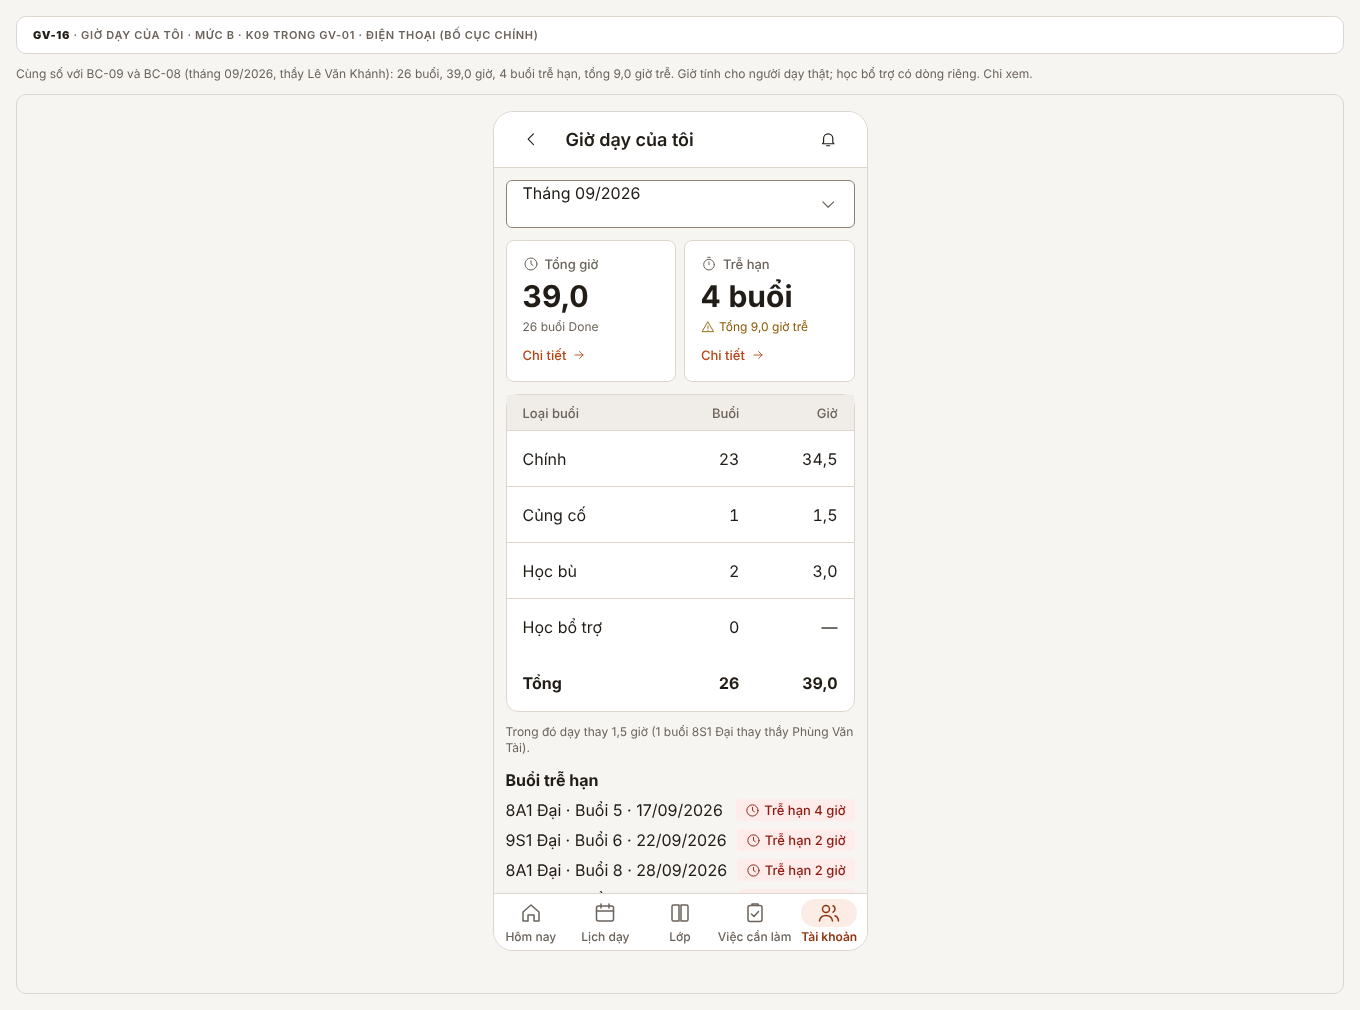 GV-16 · GIỜ DẠY CỦA TÔI · MỨC B · K09 TRONG GV-01 · ĐIỆN THOẠI (BỐ CỤC CHÍNH)
Cùng số với BC-09 và BC-08 (tháng 09/2026, thầy Lê Văn Khánh): 26 buổi, 39,0 giờ, 4 buổi trễ hạn, tổng 9,0 giờ trễ. Giờ tính cho người dạy thật; học bổ trợ có dòng riêng. Chỉ xem.
Giờ dạy của tôi
Tháng 09/2026
Tổng giờ
39,0
26 buổi Done
Chi tiết →
Trễ hạn
4 buổi
Tổng 9,0 giờ trễ
Chi tiết →
Loại buổi Buổi Giờ
Chính 23 34,5
Củng cố 1 1,5
Học bù 2 3,0
Học bổ trợ 0 —
Tổng 26 39,0
Trong đó dạy thay 1,5 giờ (1 buổi 8S1 Đại thay thầy Phùng Văn
Tài).
Buổi trễ hạn
8A1 Đại · Buổi 5 · 17/09/2026 Trễ hạn 4 giờ
9S1 Đại · Buổi 6 · 22/09/2026 Trễ hạn 2 giờ
8A1 Đại · Buổi 8 · 28/09/2026 Trễ hạn 2 giờ
Hôm nay Lịch dạy Lớp Việc cần làm Tài khoản